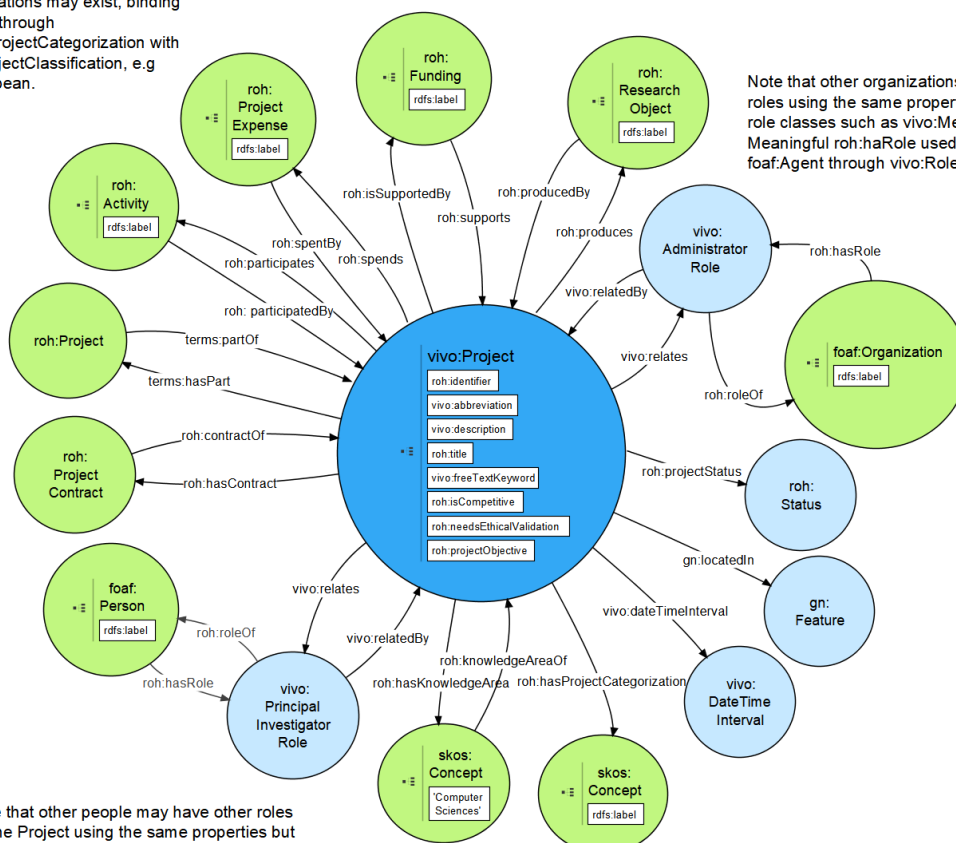 ations may exist, binding
through
rojectCategorization with
jectClassification, e.g
pean.
roh:
Funding
rdfs:label
roh:
Project
Expense
rdfs:label
roh:
Research
Object
rdfs:label
Note that other organizations
roles using the same propert
role classes such as vivo:Me
Meaningful roh:haRole used
foaf:Agent through vivo:Role
roh:
Activity
rdfs:label
roh:isSupportedBy
roh:supports
roh:producedBy
roh:produces
roh:spentBy
roh:spends
roh:participates
roh: participatedBy
vivo:
Administrator
Role
roh:hasRole
vivo:relatedBy
vivo:relates
roh:roleOf
foaf:Organization
rdfs:label
roh:Project
terms:partOf
terms:hasPart
vivo:Project
roh:identifier
vivo:abbreviation
vivo:description
roh:title
vivo:freeTextKeyword
roh:isCompetitive
roh:needsEthicalValidation
roh:projectObjective
roh:contractOf
roh:hasContract
roh:
Project
Contract
roh:projectStatus
roh:
Status
gn:locatedIn
gn:
Feature
vivo:dateTimeInterval
vivo:
DateTime
Interval
foaf:
Person
rdfs:label
roh:roleOf
roh:hasRole
vivo:relates
vivo:relatedBy
vivo:
Principal
Investigator
Role
roh:knowledgeAreaOf
roh:hasKnowledgeArea
roh:hasProjectCategorization
skos:
Concept
'Computer
Sciences'
skos:
Concept
rdfs:label
that other people may have other roles
ne Project using the same properties but